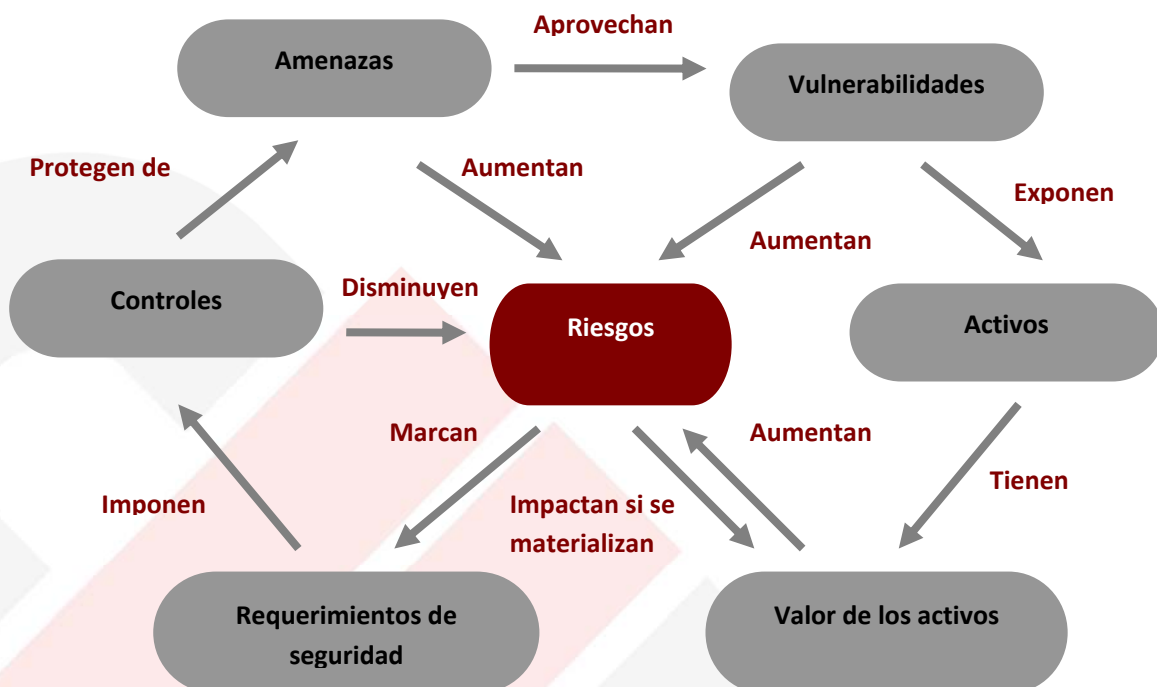 Aprovechan
Amenazas
Vulnerabilidades
Protegen de
Aumentan
Exponen
Aumentan
Controles
Disminuyen
Riesgos
Activos
Marcan
Aumentan
Tienen
Imponen
Impactan si se
materializan
Requerimientos de
seguridad
Valor de los activos